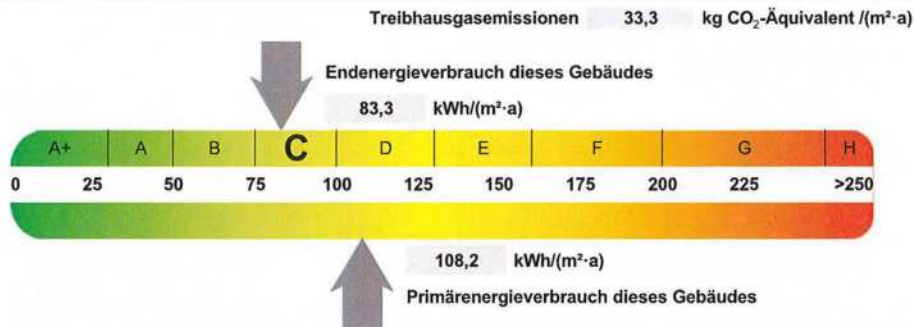 Treibhausgasemissionen 33,3 kg CO₂-Äquivalent /(m²·a)
Endenergieverbrauch dieses Gebäudes
83,3 kWh/(m²·a)
A+ A B C D E F G H
0 25 50 75 100 125 150 175 200 225 >250
108,2 kWh/(m²·a)
Primärenergieverbrauch dieses Gebäudes